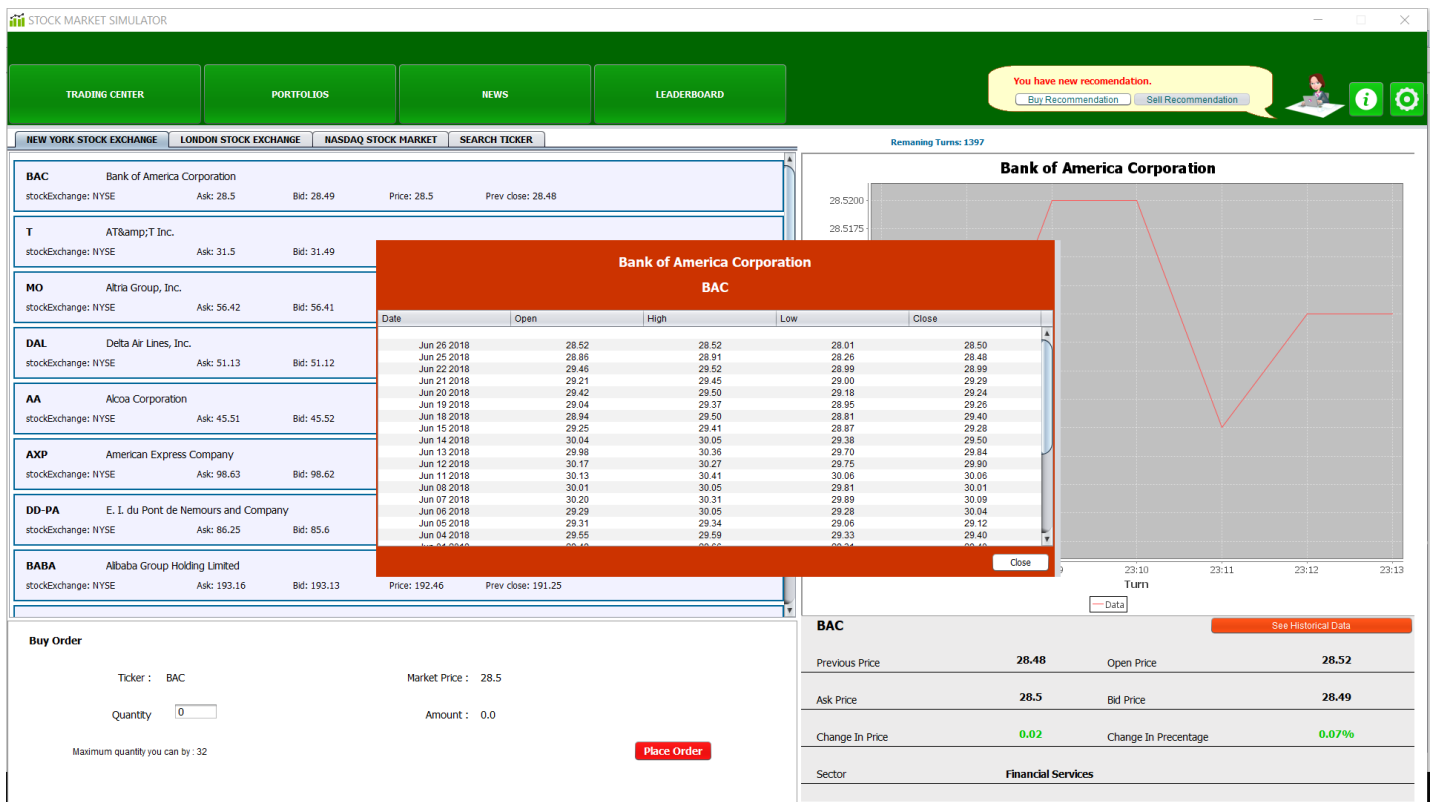 STOCK MARKET SIMULATOR
TRADING CENTER
PORTFOLIOS
NEWS
LEADERBOARD
You have new recomendation.
Buy Recommendation
Sell Recommendation
NEW YORK STOCK EXCHANGE
LONDON STOCK EXCHANGE
NASDAQ STOCK MARKET
SEARCH TICKER
Remaning Turns: 1397
BAC Bank of America Corporation
stockExchange: NYSE Ask: 28.5 Bid: 28.49 Price: 28.5 Prev close: 28.48
T AT&amp;T Inc.
stockExchange: NYSE Ask: 31.5 Bid: 31.49
MO Altria Group, Inc.
stockExchange: NYSE Ask: 56.42 Bid: 56.41
DAL Delta Air Lines, Inc.
stockExchange: NYSE Ask: 51.13 Bid: 51.12
AA Alcoa Corporation
stockExchange: NYSE Ask: 45.51 Bid: 45.52
AXP American Express Company
stockExchange: NYSE Ask: 98.63 Bid: 98.62
DD-PA E. I. du Pont de Nemours and Company
stockExchange: NYSE Ask: 86.25 Bid: 85.6
BABA Alibaba Group Holding Limited
stockExchange: NYSE Ask: 193.16 Bid: 193.13 Price: 192.46 Prev close: 191.25
Bank of America Corporation
BAC
Date Open High Low Close
Jun 26 2018 28.52 28.52 28.01 28.50
Jun 25 2018 28.86 28.91 28.26 28.48
Jun 22 2018 29.46 29.52 28.99 28.99
Jun 21 2018 29.21 29.45 29.00 29.29
Jun 20 2018 29.42 29.50 29.18 29.24
Jun 19 2018 29.04 29.37 28.95 29.26
Jun 18 2018 28.94 29.50 28.81 29.40
Jun 15 2018 29.25 29.41 28.87 29.28
Jun 14 2018 30.04 30.05 29.38 29.50
Jun 13 2018 29.98 30.36 29.70 29.84
Jun 12 2018 30.17 30.27 29.75 29.90
Jun 11 2018 30.13 30.41 30.06 30.06
Jun 08 2018 30.01 30.05 29.81 30.01
Jun 07 2018 30.20 30.31 29.89 30.09
Jun 06 2018 29.29 30.05 29.28 30.04
Jun 05 2018 29.31 29.34 29.06 29.12
Jun 04 2018 29.55 29.59 29.33 29.40
Close
Bank of America Corporation
28.5200
28.5175
23:10 23:11 23:12 23:13
Turn
Data
Buy Order
Ticker : BAC Market Price : 28.5
Quantity 0 Amount : 0.0
Maximum quantity you can by : 32
Place Order
BAC
See Historical Data
Previous Price 28.48 Open Price 28.52
Ask Price 28.5 Bid Price 28.49
Change In Price 0.02 Change In Precentage 0.07%
Sector Financial Services